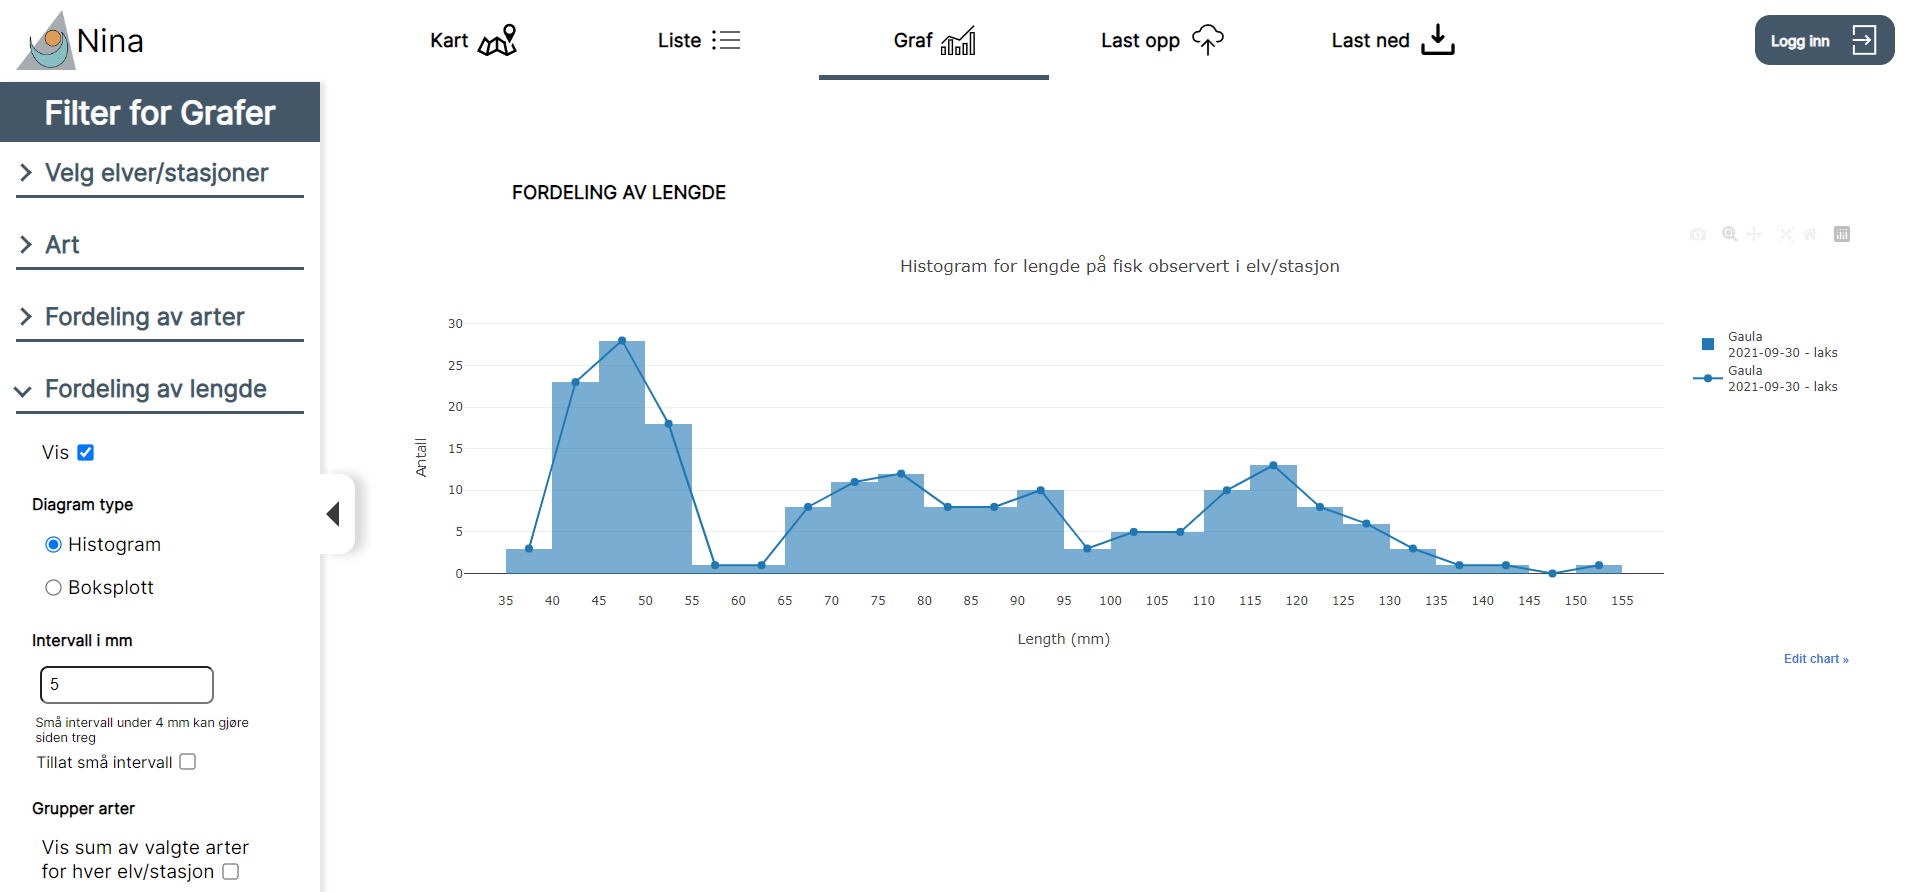 Nina
Kart
Liste
Graf
Last opp
Last ned
Logg inn
Filter for Grafer
Velg elver/stasjoner
Art
Fordeling av arter
Fordeling av lengde
Vis
Diagram type
Histogram
Boksplott
Intervall i mm
5
Små intervall under 4 mm kan gjøre
siden treg
Tillat små intervall
Grupper arter
Vis sum av valgte arter
for hver elv/stasjon
FORDELING AV LENGDE
Histogram for lengde på fisk observert i elv/stasjon
30
25
20
15
10
5
0
Antall
35 40 45 50 55 60 65 70 75 80 85 90 95 100 105 110 115 120 125 130 135 140 145 150 155
Length (mm)
Gaula
2021-09-30 - laks
Gaula
2021-09-30 - laks
Edit chart »